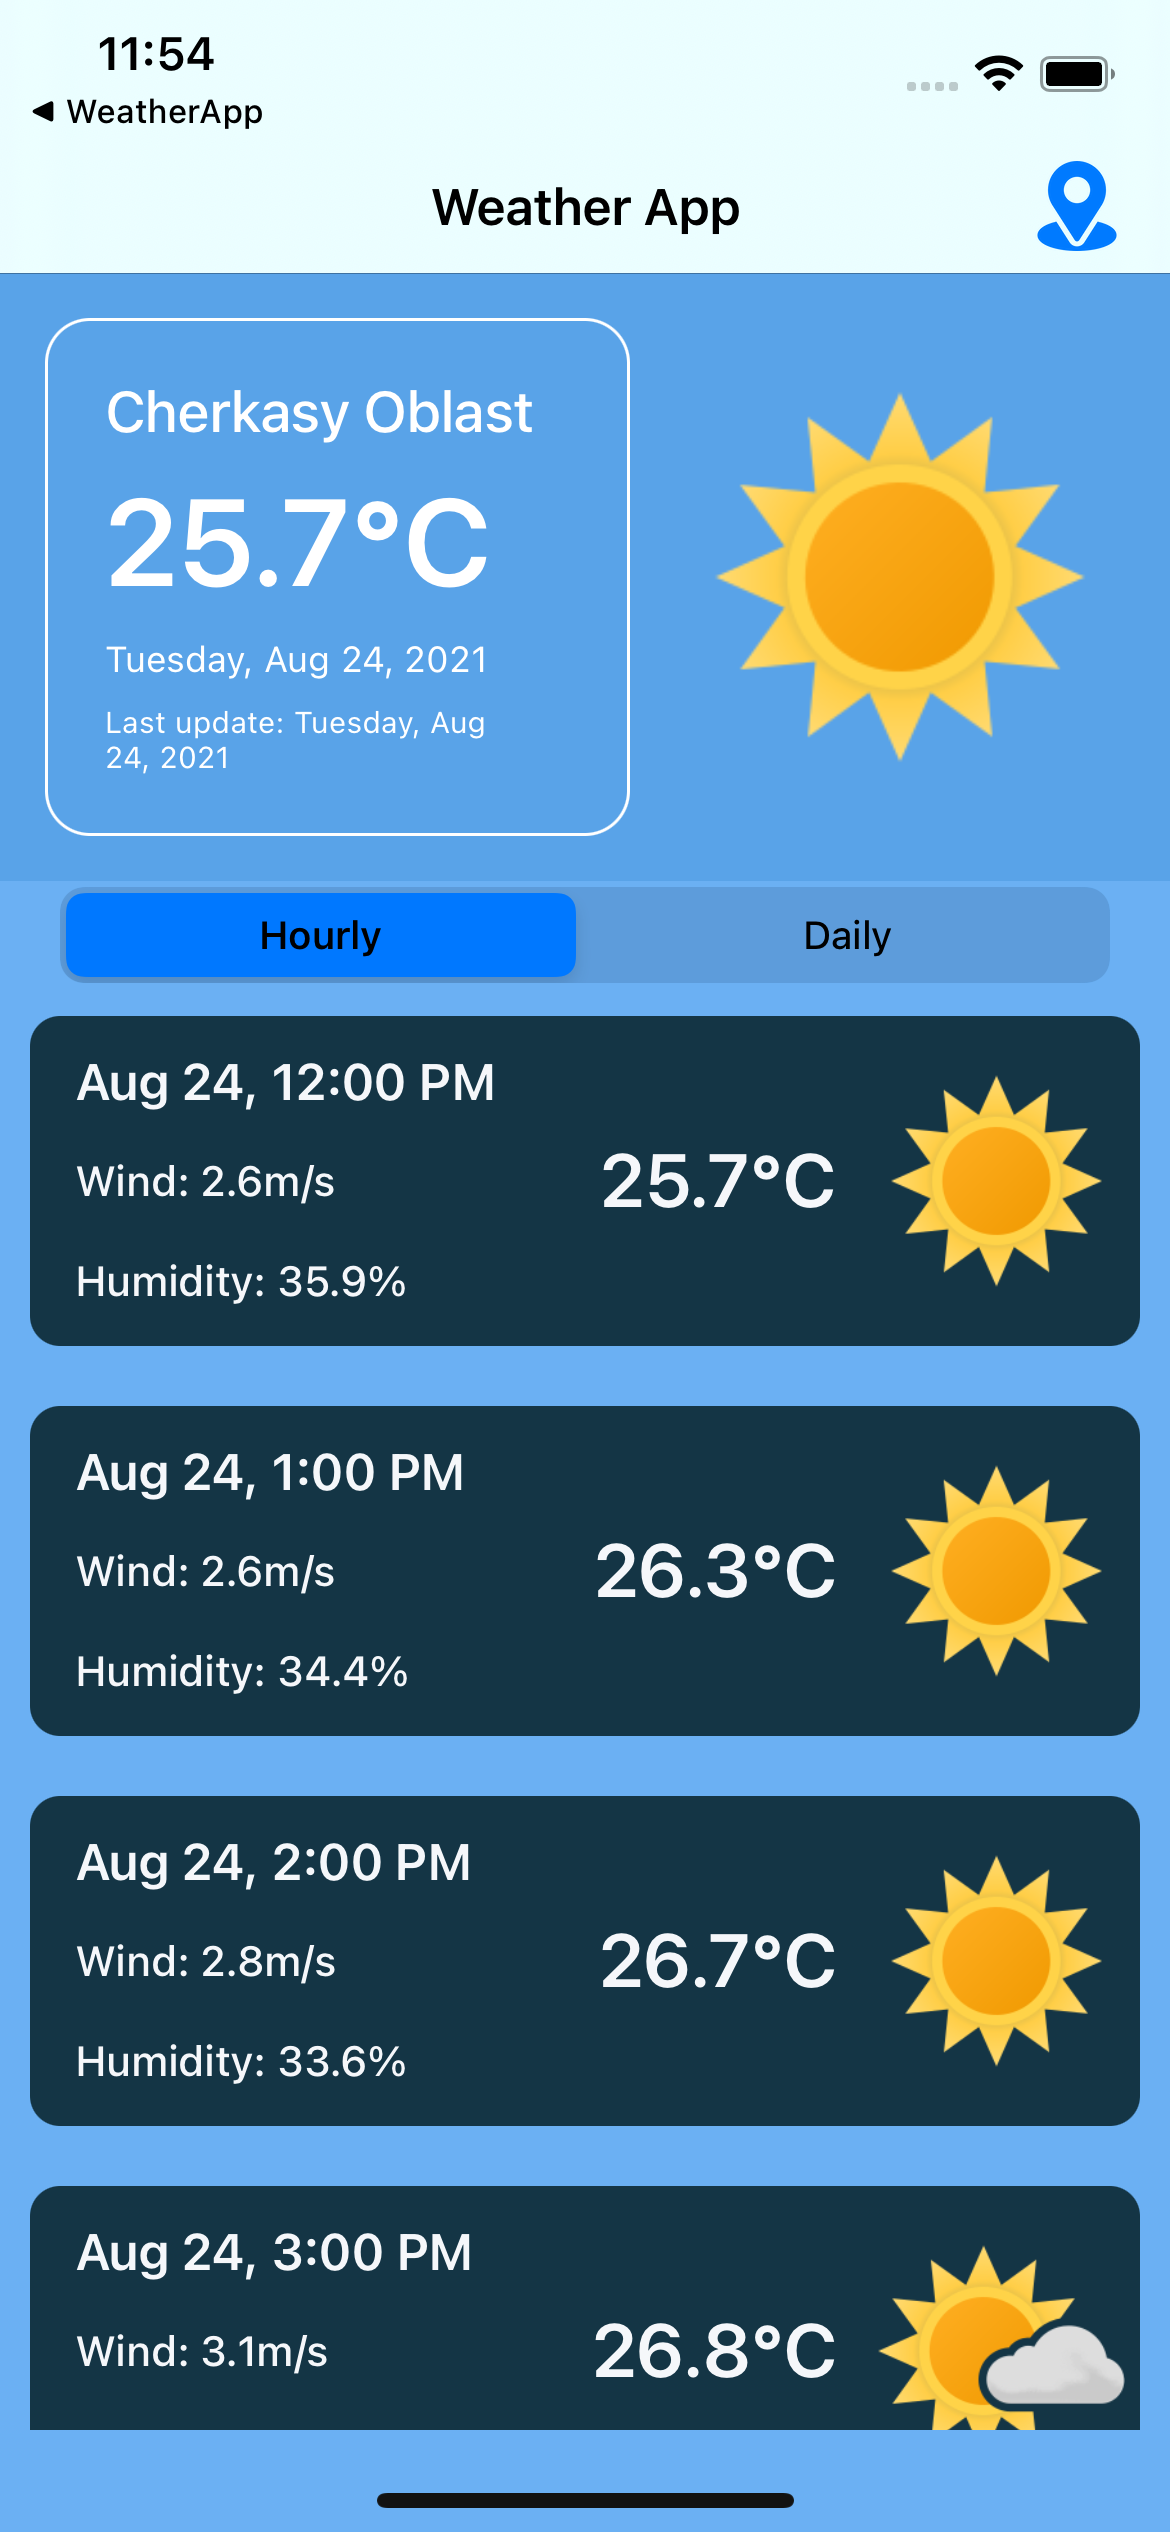 11:54
◀ WeatherApp
Weather App
Cherkasy Oblast
25.7°C
Tuesday, Aug 24, 2021
Last update: Tuesday, Aug
24, 2021
Hourly
Daily
Aug 24, 12:00 PM
Wind: 2.6m/s
25.7°C
Humidity: 35.9%
Aug 24, 1:00 PM
Wind: 2.6m/s
26.3°C
Humidity: 34.4%
Aug 24, 2:00 PM
Wind: 2.8m/s
26.7°C
Humidity: 33.6%
Aug 24, 3:00 PM
Wind: 3.1m/s
26.8°C